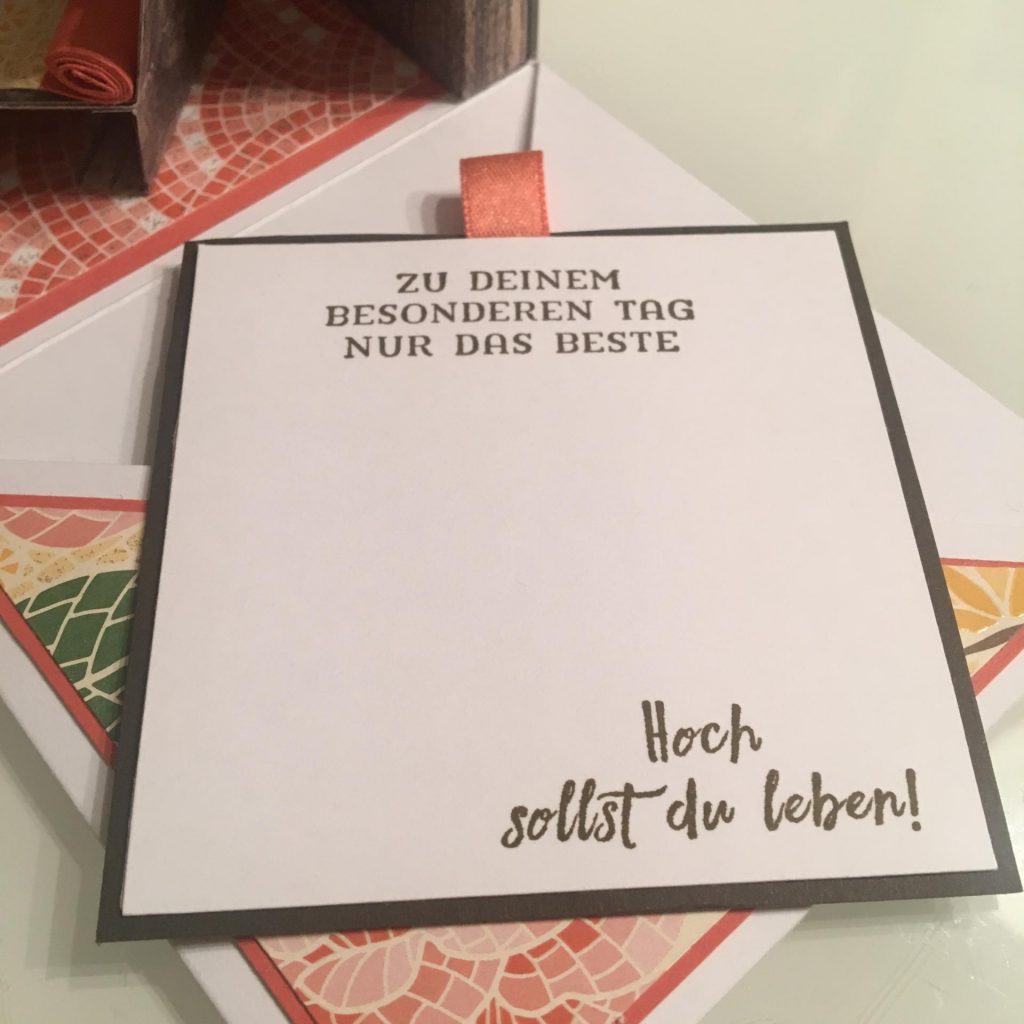 ZU DEINEM
BESONDEREN TAG
NUR DAS BESTE
Hoch
sollst du leben!